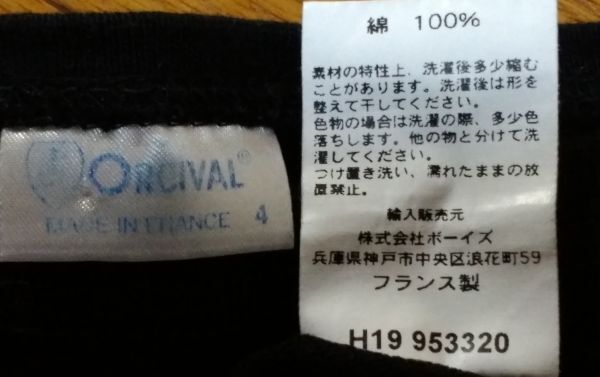 ORCIVAL®
MADE IN FRANCE 4
綿 100%
素材の特性上、洗濯後多少縮む
ことがあります。洗濯後は形を
整えて干してください。
色物の場合は洗濯の際、多少色
落ちします。他の物と分けて洗
濯してください。
つけ置き洗い、濡れたままの放
置禁止。
輸入販売元
株式会社ボーイズ
兵庫県神戸市中央区浪花町59
フランス製
H19 953320